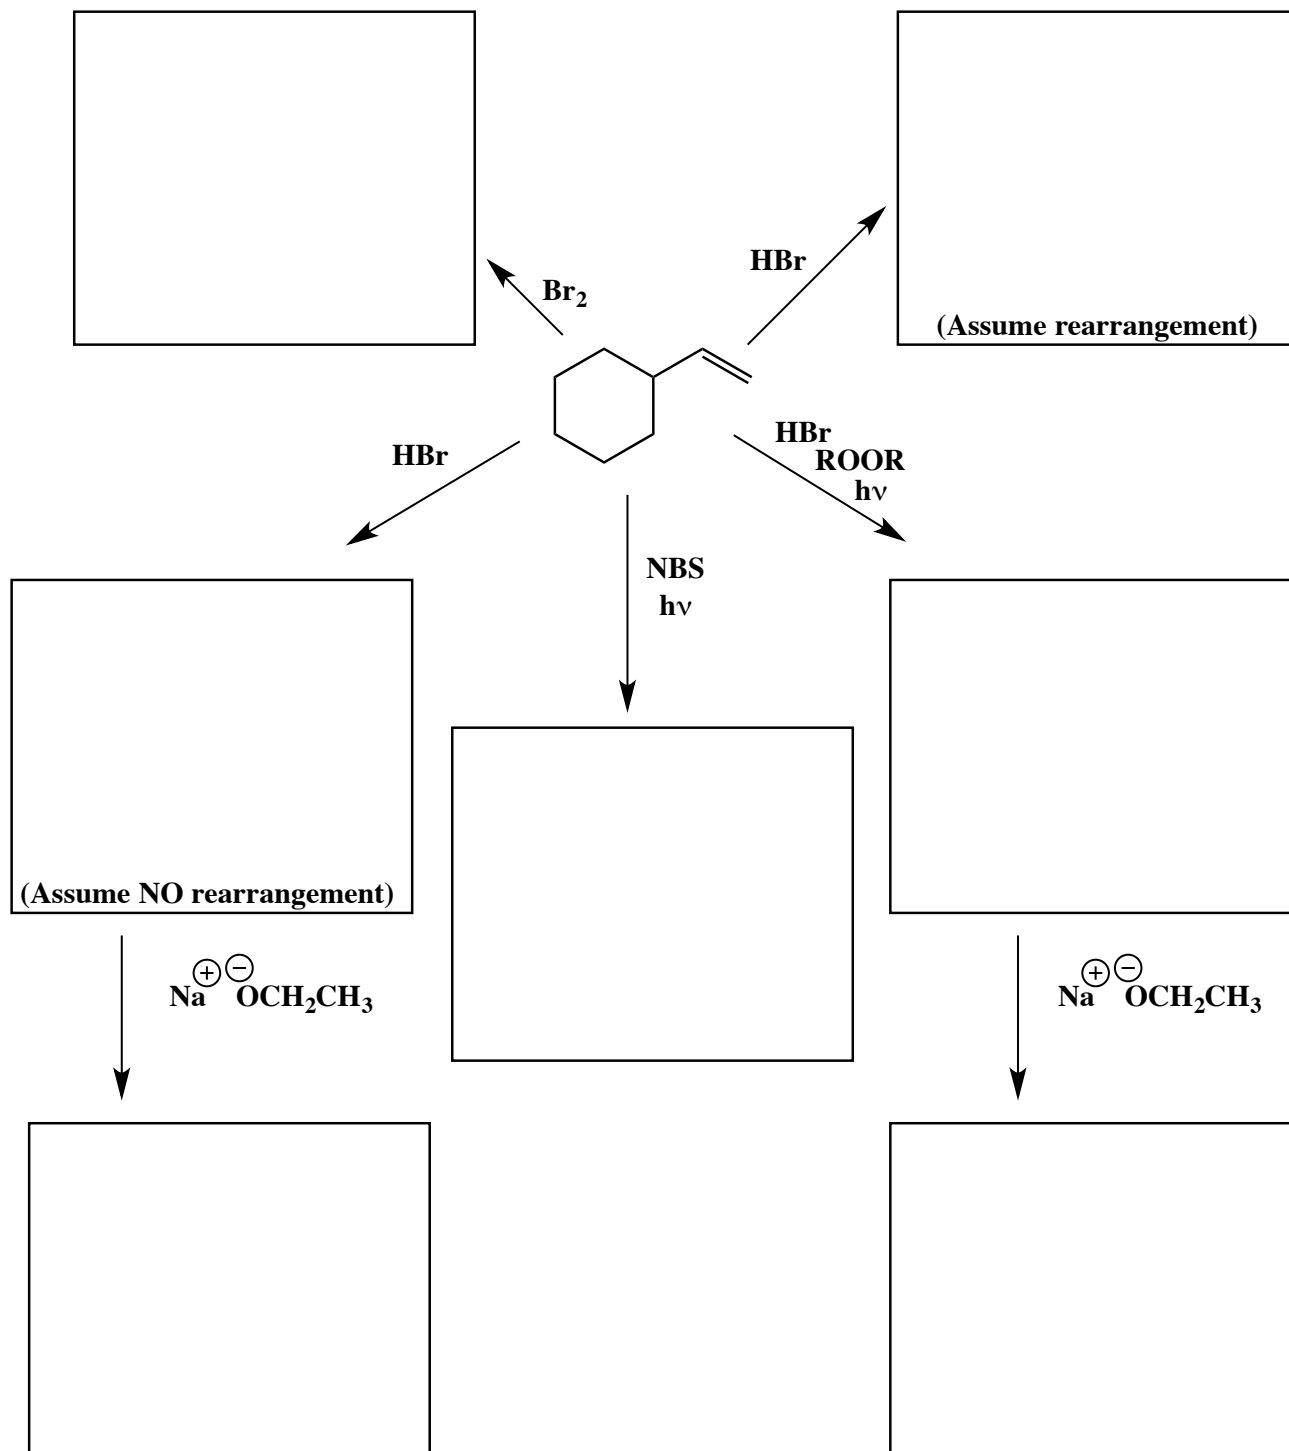 HBr
Br2
(Assume rearrangement)
HBr
HBr
ROOR
hν
NBS
hν
(Assume NO rearrangement)
Na⊕ ⊖OCH2CH3
Na⊕ ⊖OCH2CH3